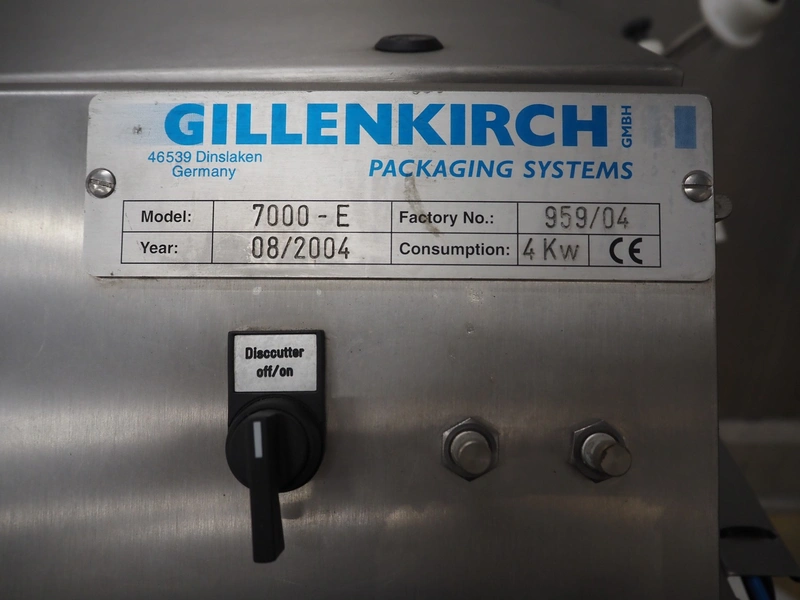 GILLENKIRCH GMBH
46539 Dinslaken
Germany
PACKAGING SYSTEMS
Model: 7000-E Factory No.: 959/04
Year: 08/2004 Consumption: 4 Kw CE
Disccutter
off/on